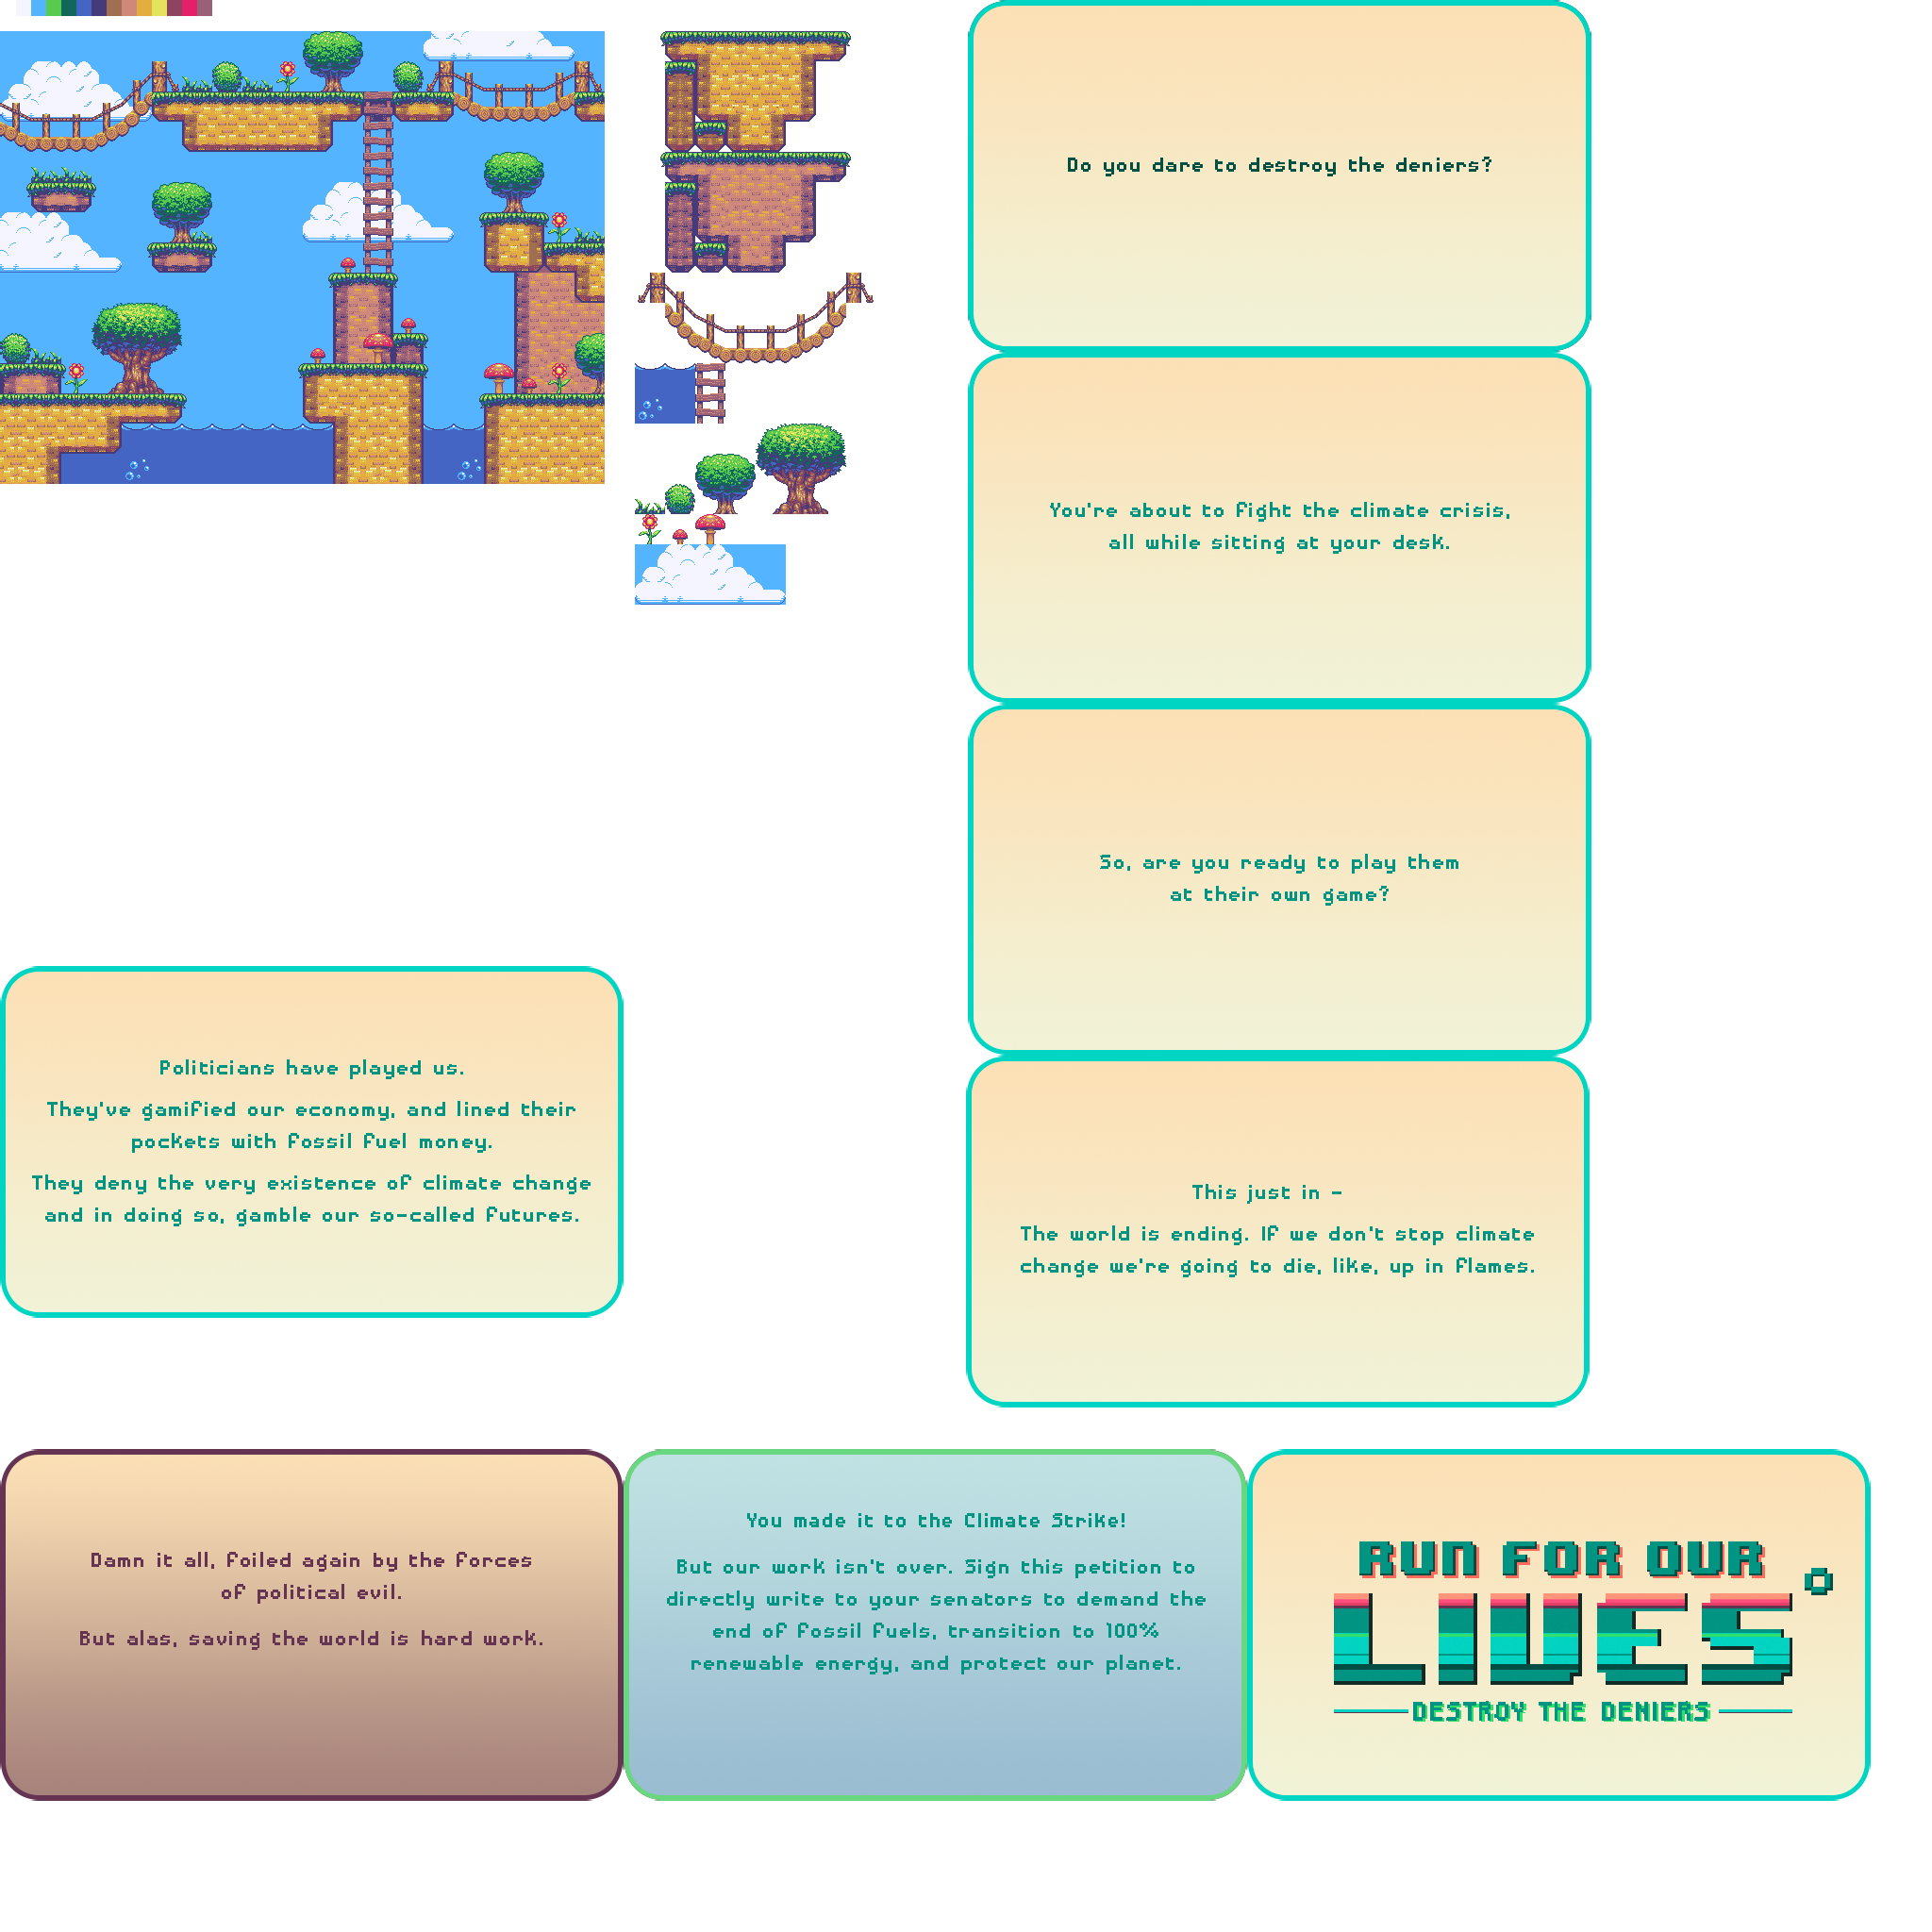 Do you dare to destroy the deniers?
You're about to fight the climate crisis,
all while sitting at your desk.
So, are you ready to play them
at their own game?
Politicians have played us.
They've gamified our economy, and lined their
pockets with fossil fuel money.
They deny the very existence of climate change
and in doing so, gamble our so-called futures.
This just in -
The world is ending. If we don't stop climate
change we're going to die, like, up in flames.
Damn it all, foiled again by the forces
of political evil.
But alas, saving the world is hard work.
You made it to the Climate Strike!
But our work isn't over. Sign this petition to
directly write to your senators to demand the
end of fossil fuels, transition to 100%
renewable energy, and protect our planet.
RUN FOR OUR
LIVES
DESTROY THE DENIERS